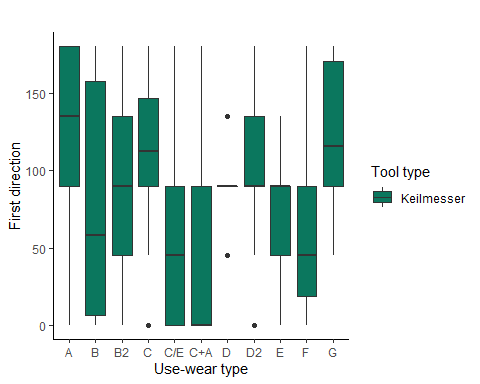 150
100
50
0
First direction
A B B2 C C/E C+A D D2 E F G
Use-wear type
Tool type
Keilmesser